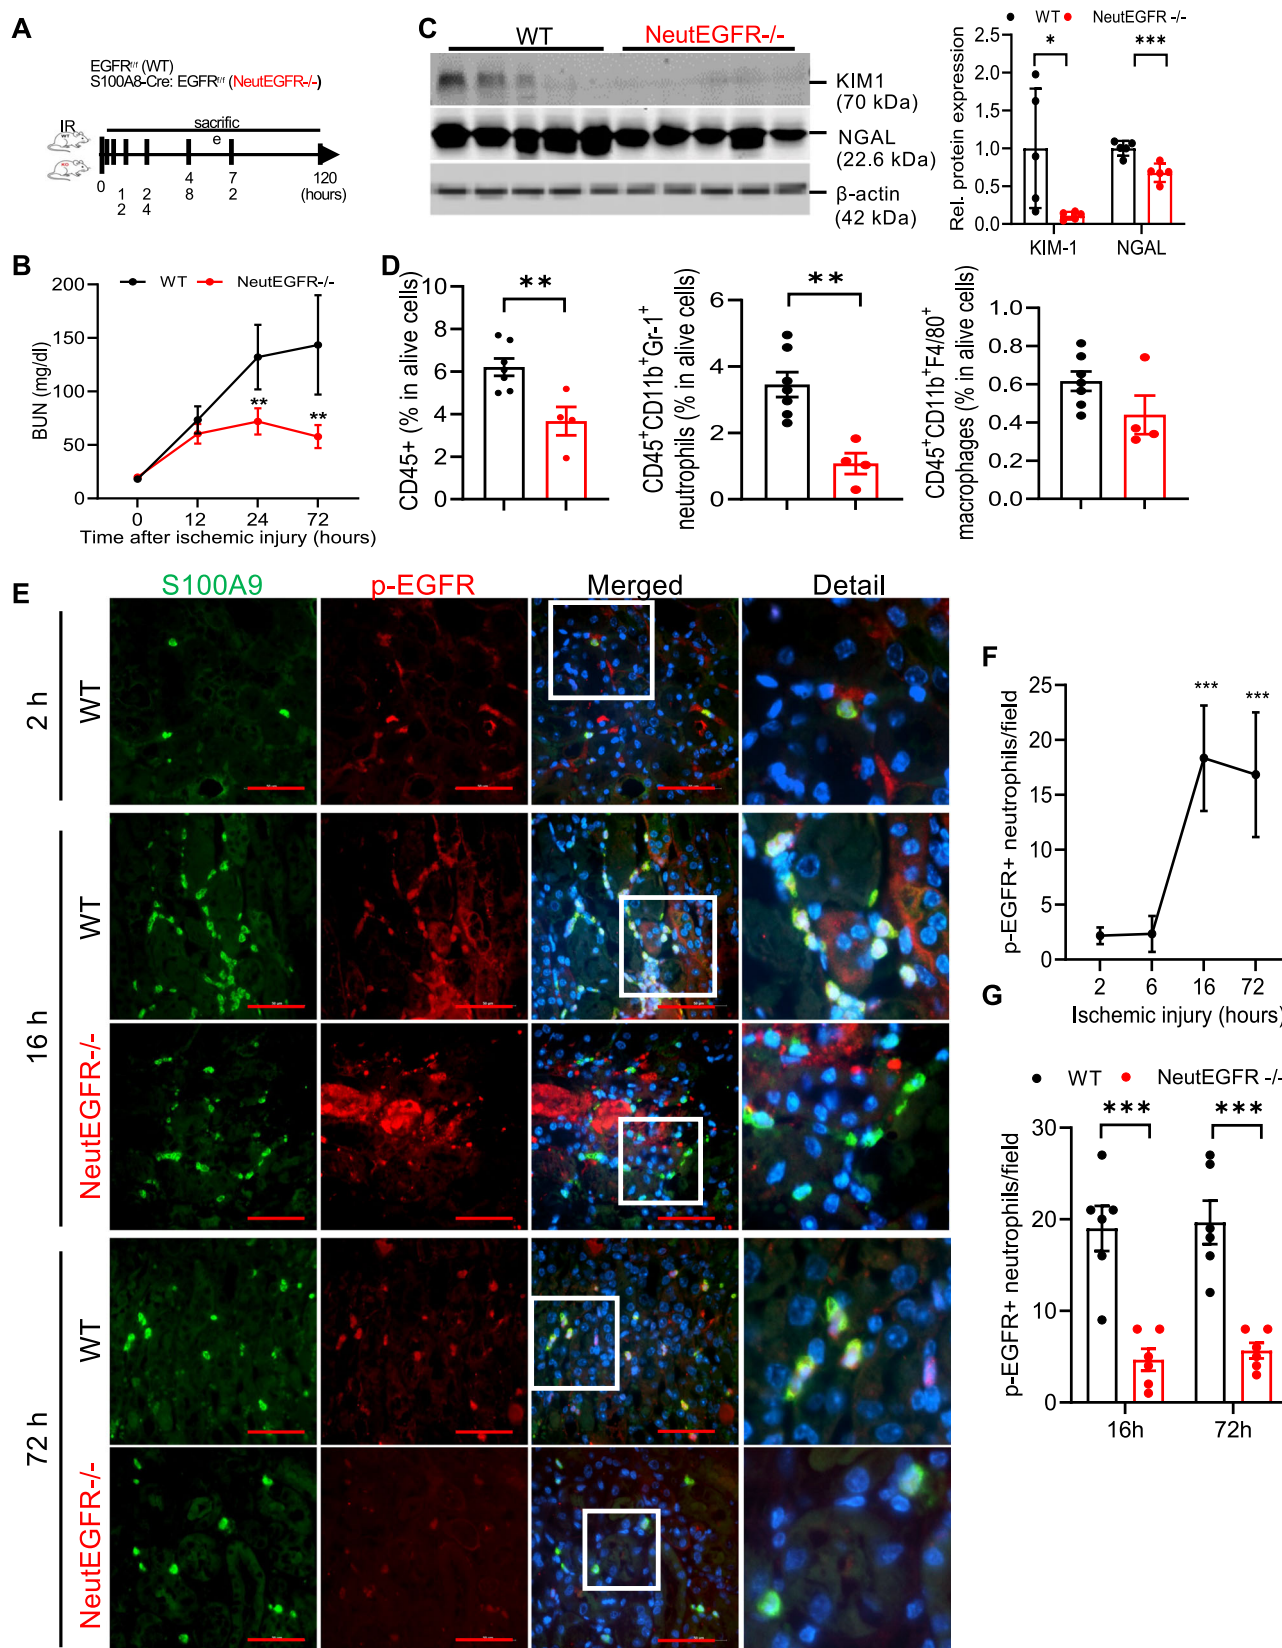 A
EGFRᶠ/ᶠ (WT)
S100A8-Cre: EGFRᶠ/ᶠ (NeutEGFR-/-)
IR
sacrific
e
WT
0
1
2
2
4
4
8
7
2
120
(hours)
B
WT
NeutEGFR-/-
BUN (mg/dl)
200
150
100
50
0
**
**
0
12
24
72
Time after ischemic injury (hours)
C
WT
NeutEGFR-/-
KIM1
(70 kDa)
NGAL
(22.6 kDa)
β-actin
(42 kDa)
WT
NeutEGFR -/-
Rel. protein expression
2.5
2.0
1.5
1.0
0.5
0.0
*
***
KIM-1
NGAL
D
CD45+ (% in alive cells)
10
8
6
4
2
0
**
CD45⁺CD11b⁺Gr-1⁺
neutrophils (% in alive cells)
6
4
2
0
**
CD45⁺CD11b⁺F4/80⁺
macrophages (% in alive cells)
1.0
0.8
0.6
0.4
0.2
0.0
E
S100A9
p-EGFR
Merged
Detail
2 h
WT
16 h
WT
NeutEGFR-/-
72 h
WT
NeutEGFR-/-
F
p-EGFR+ neutrophils/field
25
20
15
10
5
0
***
***
2
6
16
72
Ischemic injury (hours)
G
WT
NeutEGFR -/-
p-EGFR+ neutrophils/field
30
20
10
0
***
***
16h
72h